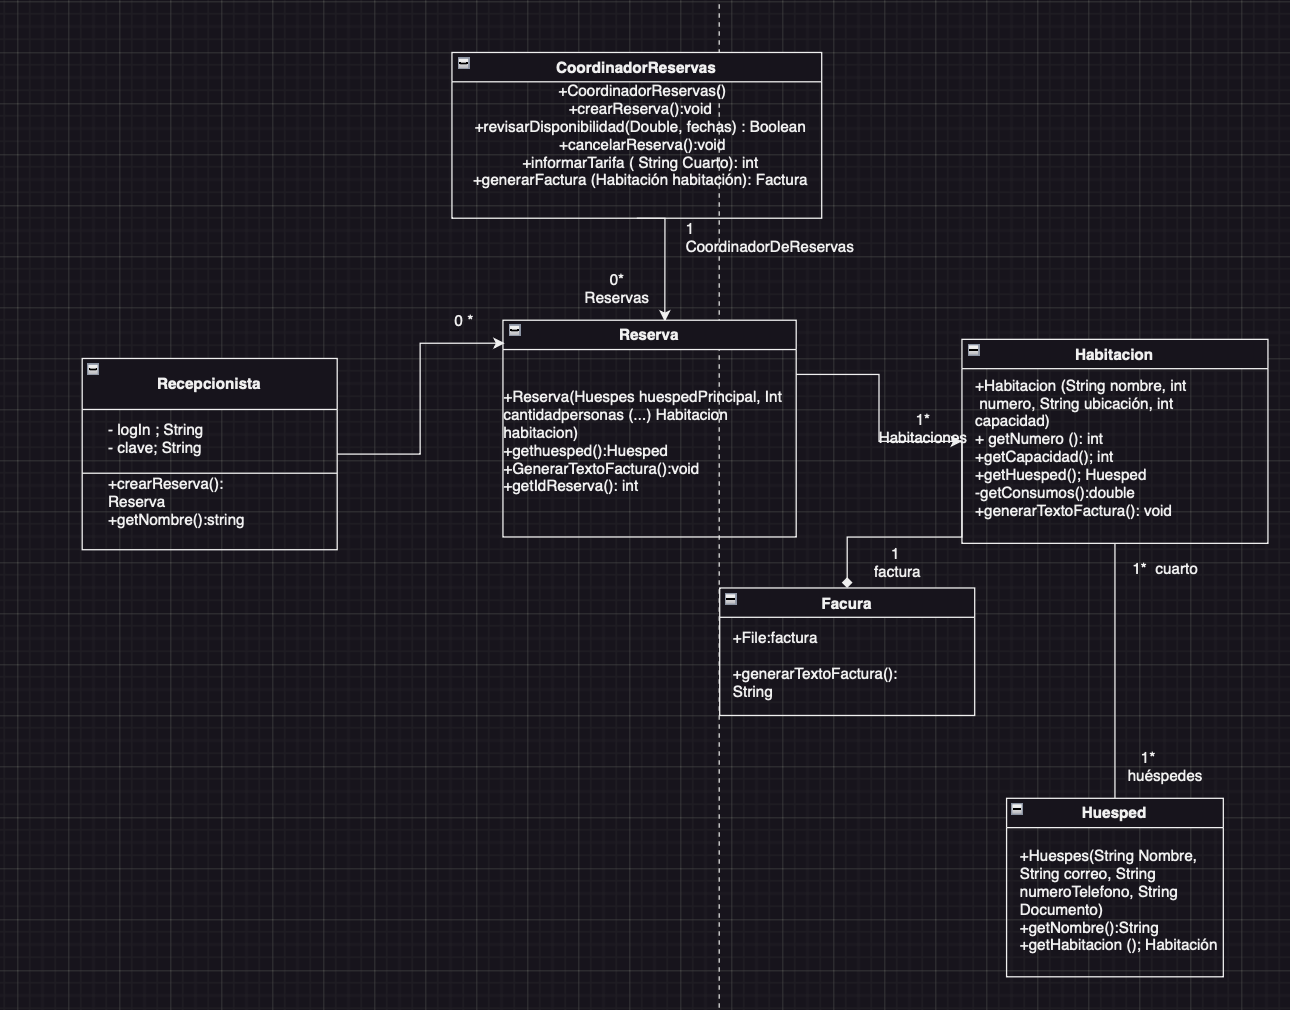 CoordinadorReservas
+CoordinadorReservas()
+crearReserva():void
+revisarDisponibilidad(Double, fechas) : Boolean
+cancelarReserva():void
+informarTarifa ( String Cuarto): int
+generarFactura (Habitación habitación): Factura
1
CoordinadorDeReservas
0*
Reservas
0 *
Recepcionista
- logIn ; String
- clave; String
+crearReserva():
Reserva
+getNombre():string
Reserva
+Reserva(Huespes huespedPrincipal, Int
cantidadpersonas (...) Habitacion
habitacion)
+gethuesped():Huesped
+GenerarTextoFactura():void
+getIdReserva(): int
1*
Habitaciones
Habitacion
+Habitacion (String nombre, int
numero, String ubicación, int
capacidad)
+ getNumero (): int
+getCapacidad(); int
+getHuesped(); Huesped
-getConsumos():double
+generarTextoFactura(): void
1
factura
Facura
+File:factura
+generarTextoFactura():
String
1* cuarto
1*
huéspedes
Huesped
+Huespes(String Nombre,
String correo, String
numeroTelefono, String
Documento)
+getNombre():String
+getHabitacion (); Habitación